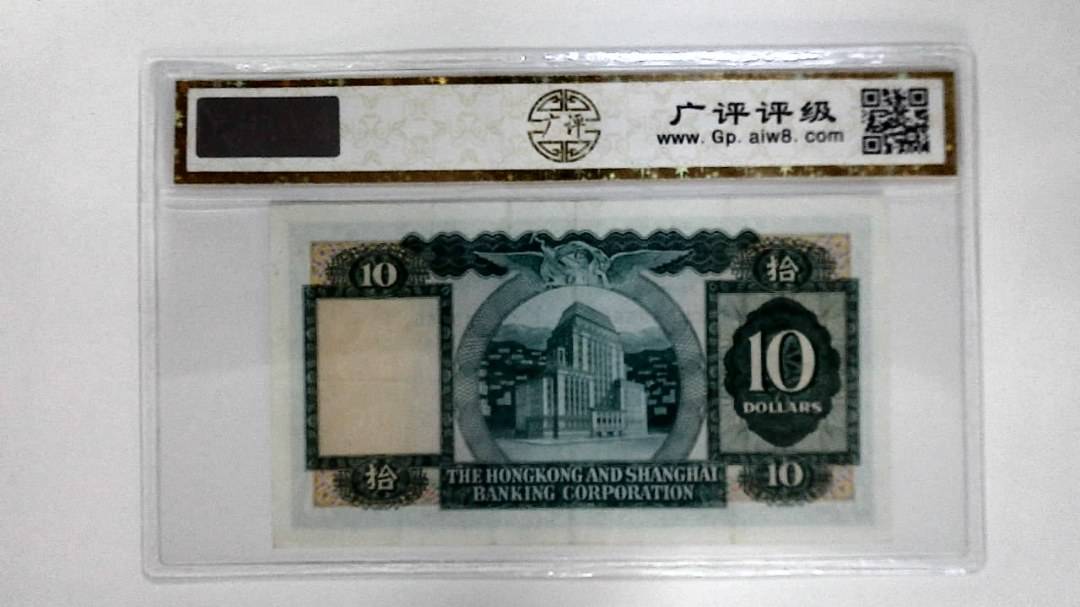 广评
广评评级
www. Gp. aiw8. com
10
拾
10
DOLLARS
拾
THE HONGKONG AND SHANGHAI
BANKING CORPORATION
10